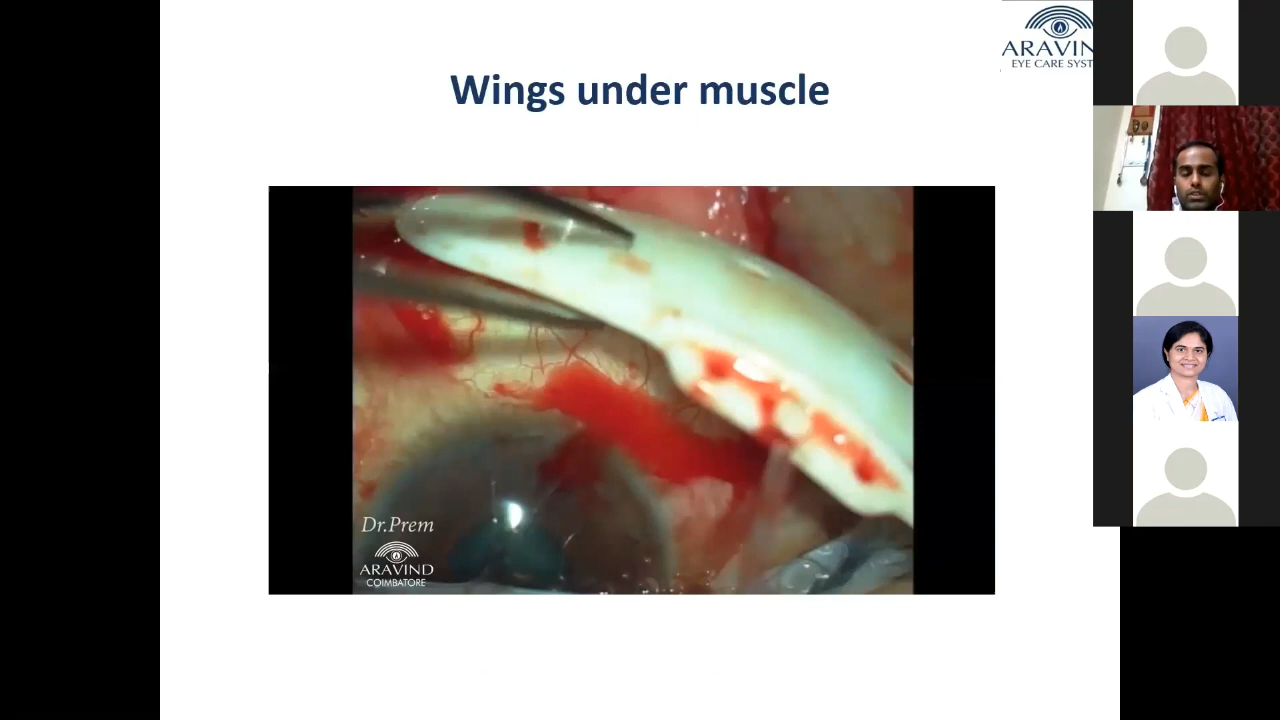 Wings under muscle
ARAVIN
EYE CARE SYST
Dr.Prem
ARAVIND
COIMBATORE